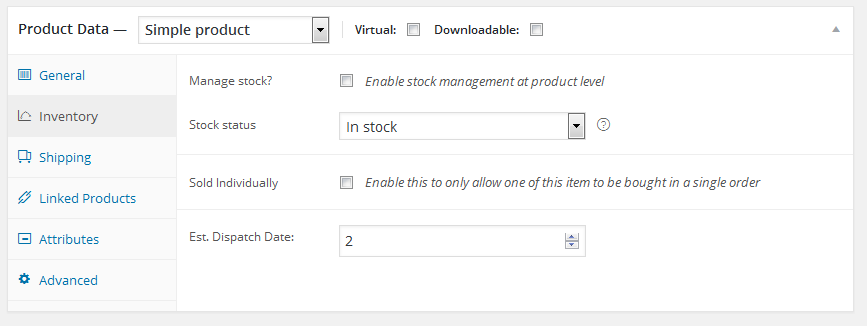 Product Data — Simple product Virtual: Downloadable:
General
Inventory
Shipping
Linked Products
Attributes
Advanced
Manage stock? Enable stock management at product level
Stock status In stock ?
Sold Individually Enable this to only allow one of this item to be bought in a single order
Est. Dispatch Date: 2